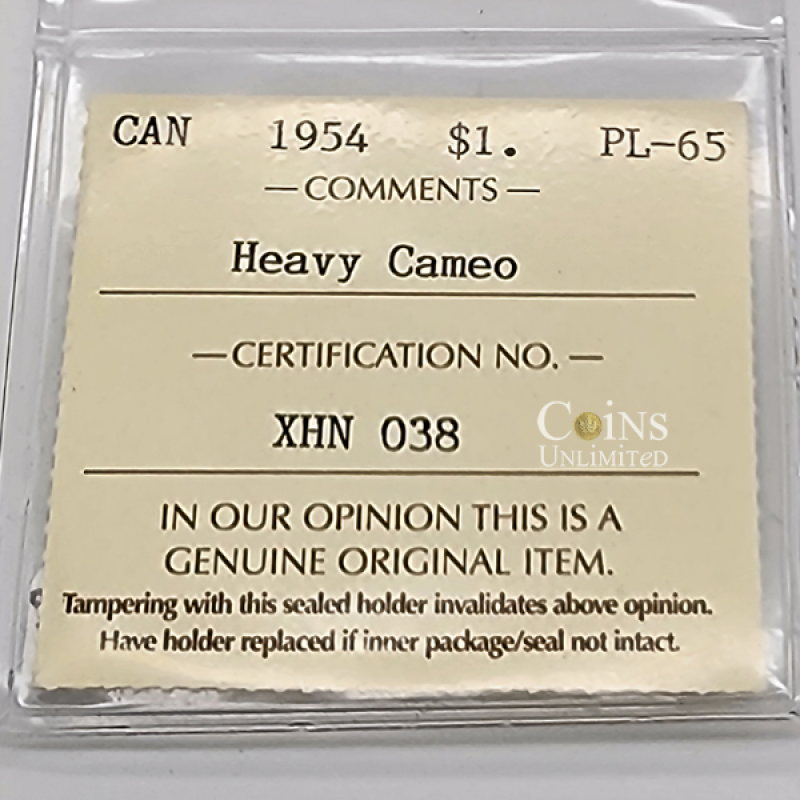 CAN 1954 $1. PL-65
— COMMENTS —
Heavy Cameo
— CERTIFICATION NO. —
XHN 038
COiNS
UNLIMITED
IN OUR OPINION THIS IS A
GENUINE ORIGINAL ITEM.
Tampering with this sealed holder invalidates above opinion.
Have holder replaced if inner package/seal not intact.